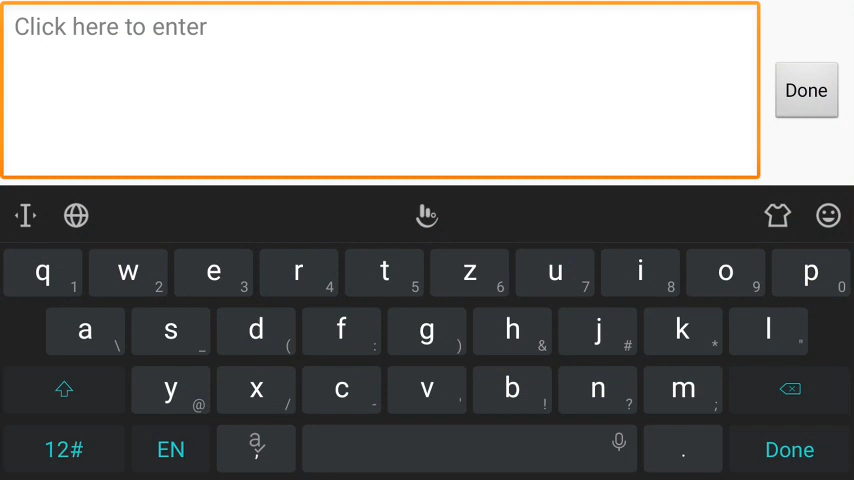 Click here to enter
Done
q 1 w 2 e 3 r 4 t 5 z 6 u 7 i 8 o 9 p 0
a \ s _ d ( f : g ) h & j # k * l "
y @ x / c - v ' b ! n ? m ;
12# EN a , . Done